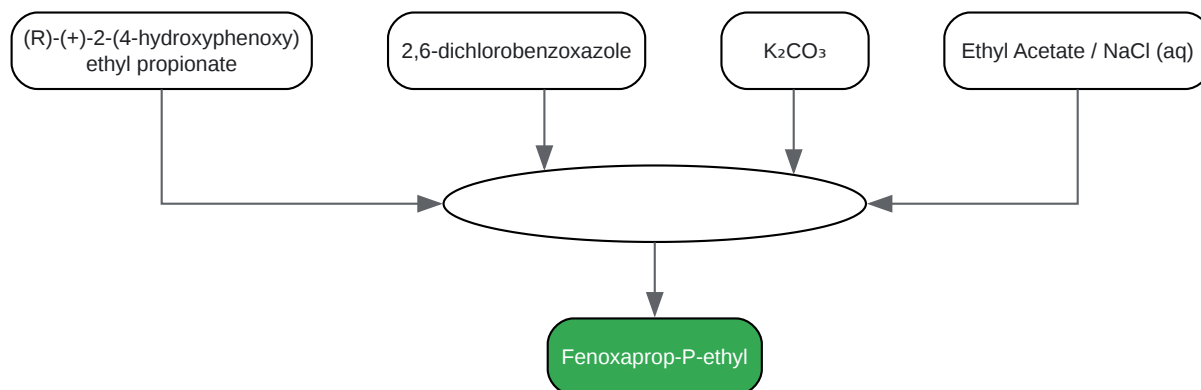 (R)-(+)-2-(4-hydroxyphenoxy)
ethyl propionate
2,6-dichlorobenzoxazole
K₂CO₃
Ethyl Acetate / NaCl (aq)
Fenoxaprop-P-ethyl